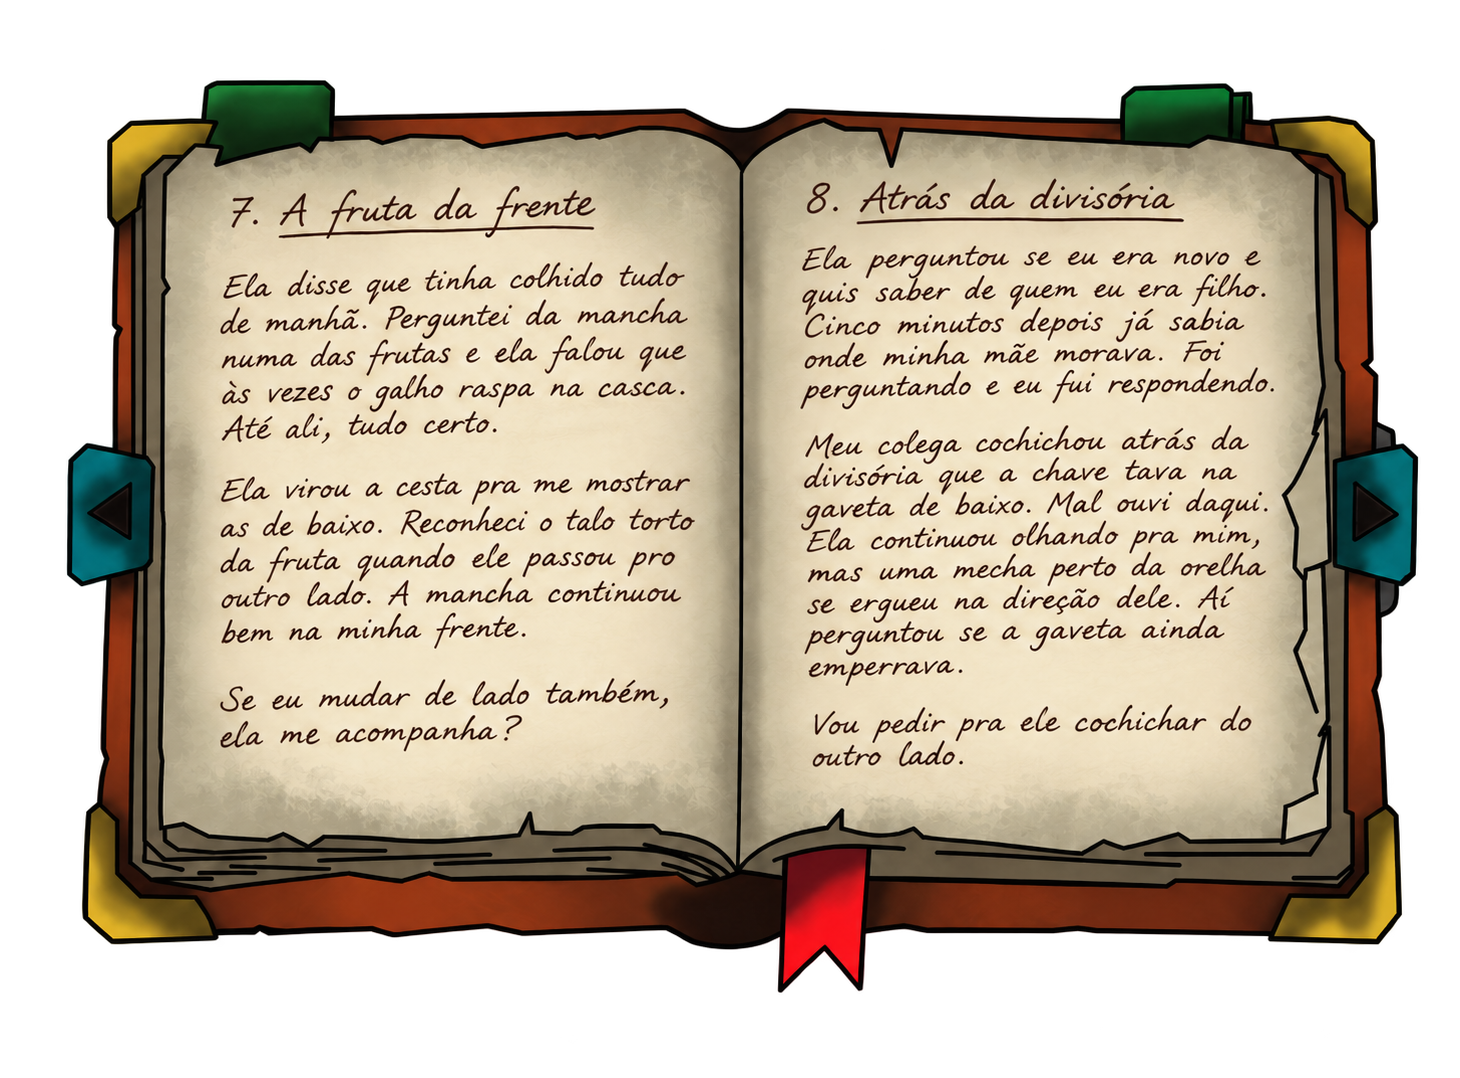 7. A fruta da frente
Ela disse que tinha colhido tudo
de manhã. Perguntei da mancha
numa das frutas e ela falou que
às vezes o galho raspa na casca.
Até ali, tudo certo.
Ela virou a cesta pra me mostrar
as de baixo. Reconheci o talo torto
da fruta quando ele passou pro
outro lado. A mancha continuou
bem na minha frente.
Se eu mudar de lado também,
ela me acompanha?
8. Atrás da divisória
Ela perguntou se eu era novo e
quis saber de quem eu era filho.
Cinco minutos depois já sabia
onde minha mãe morava. Foi
perguntando e eu fui respondendo.
Meu colega cochichou atrás da
divisória que a chave tava na
gaveta de baixo. Mal ouvi daqui.
Ela continuou olhando pra mim,
mas uma mecha perto da orelha
se ergueu na direção dele. Aí
perguntou se a gaveta ainda
emperrava.
Vou pedir pra ele cochichar do
outro lado.